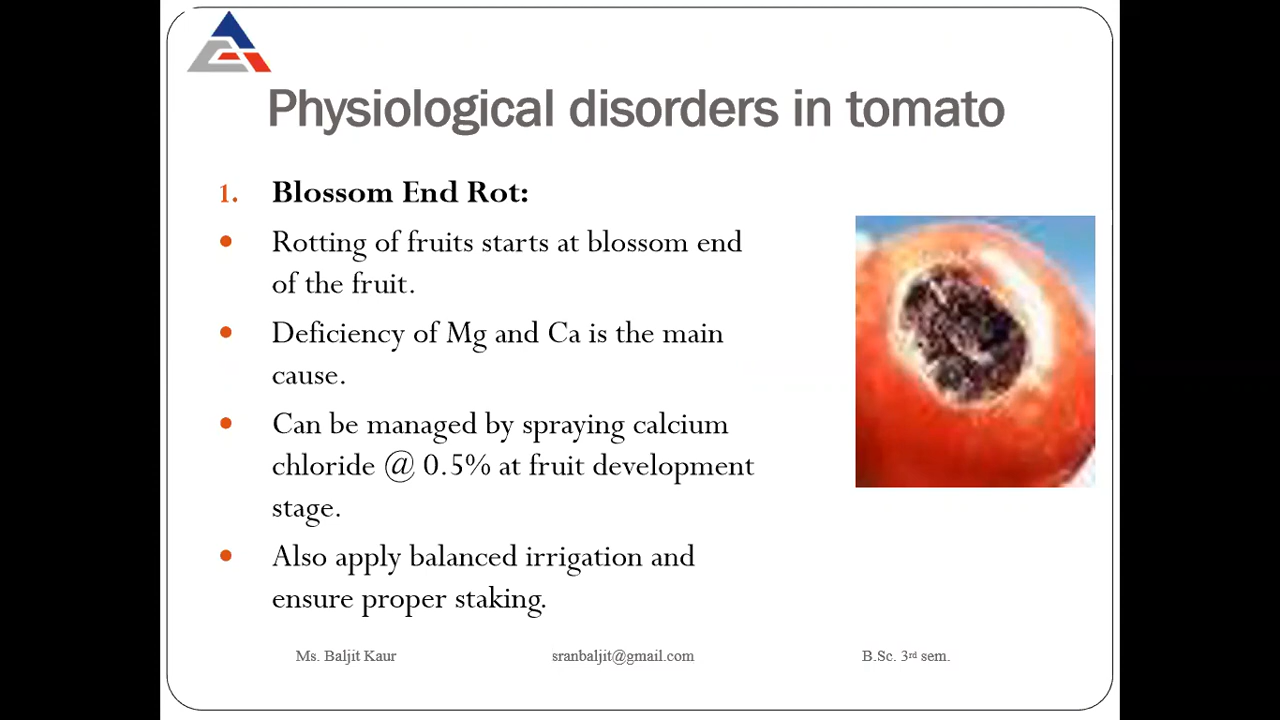 Physiological disorders in tomato
1. Blossom End Rot:
• Rotting of fruits starts at blossom end
of the fruit.
• Deficiency of Mg and Ca is the main
cause.
• Can be managed by spraying calcium
chloride @ 0.5% at fruit development
stage.
• Also apply balanced irrigation and
ensure proper staking.
Ms. Baljit Kaur sranbaljit@gmail.com B.Sc. 3rd sem.